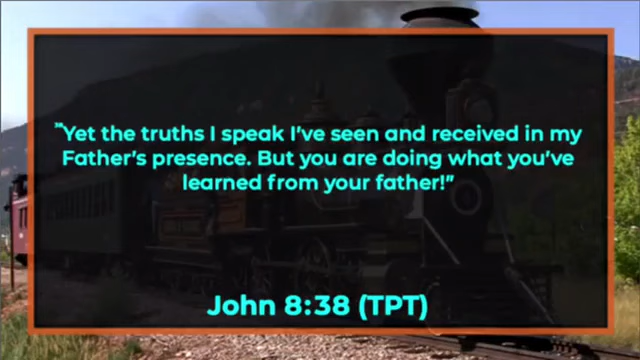 ³⁸"Yet the truths I speak I've seen and received in my
Father's presence. But you are doing what you've
learned from your father!"
John 8:38 (TPT)